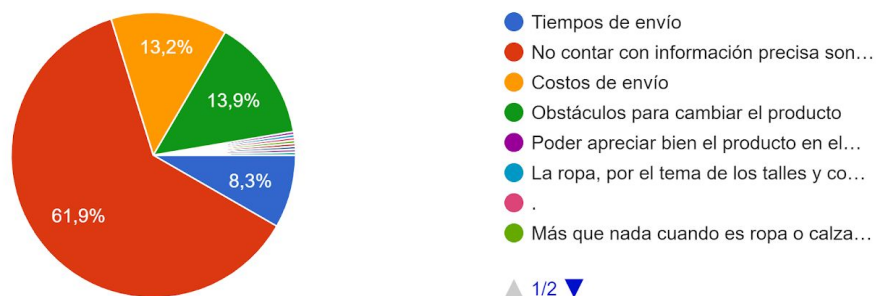 13,2%
13,9%
8,3%
61,9%
Tiempos de envío
No contar con información precisa son…
Costos de envío
Obstáculos para cambiar el producto
Poder apreciar bien el producto en el…
La ropa, por el tema de los talles y co…
.
Más que nada cuando es ropa o calza…
1/2